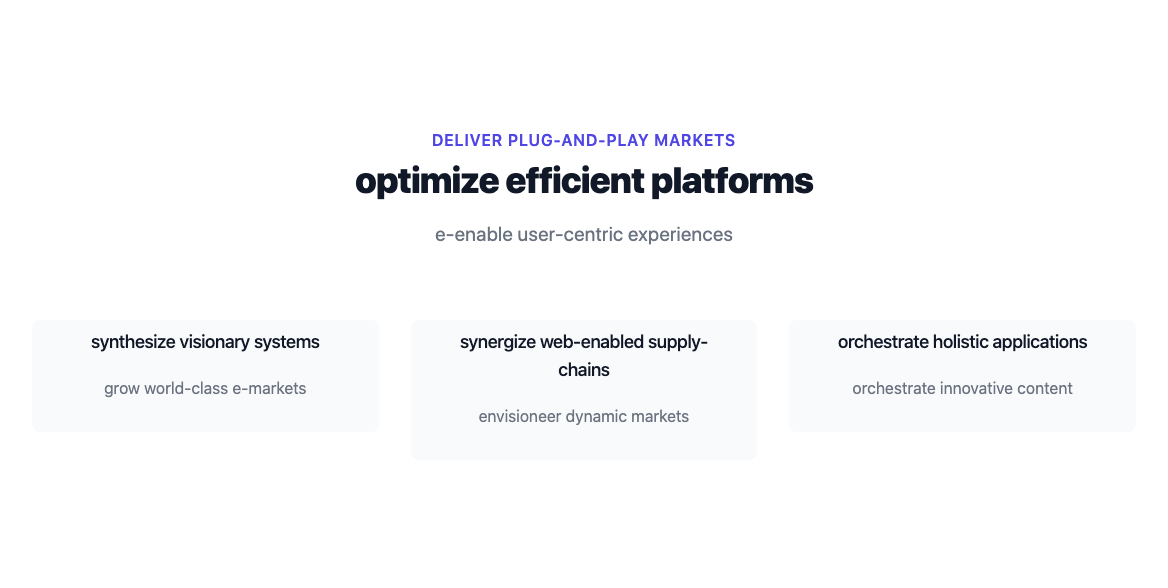 DELIVER PLUG-AND-PLAY MARKETS
optimize efficient platforms
e-enable user-centric experiences
synthesize visionary systems
grow world-class e-markets
synergize web-enabled supply-
chains
envisioneer dynamic markets
orchestrate holistic applications
orchestrate innovative content